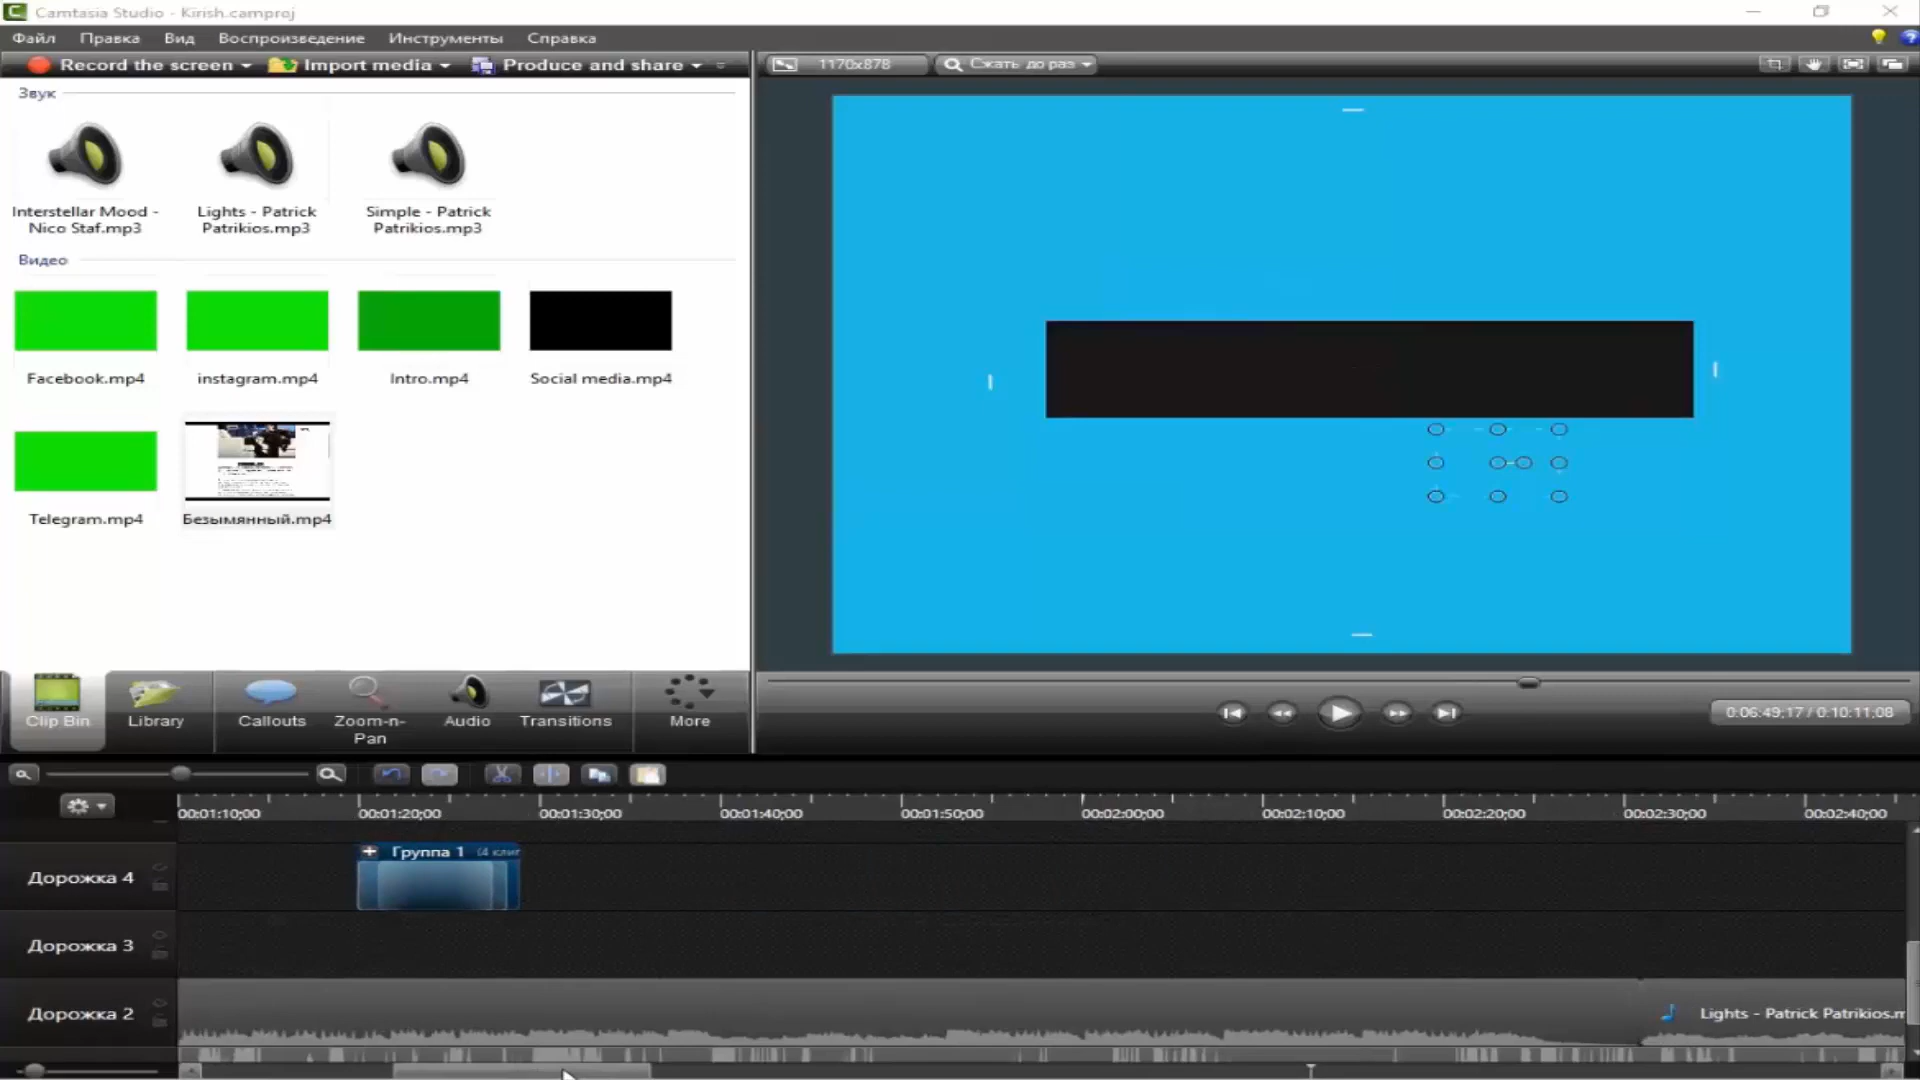 Camtasia Studio - Kirish.camproj
Файл Правка Вид Воспроизведение Инструменты Справка
Record the screen Import media Produce and share
1170x878 Сжать до раз
Звук
Interstellar Mood - Nico Staf.mp3
Lights - Patrick Patrikios.mp3
Simple - Patrick Patrikios.mp3
Видео
Facebook.mp4 instagram.mp4 Intro.mp4 Social media.mp4
Telegram.mp4 Безымянный.mp4
Clip Bin Library Callouts Zoom-n-Pan Audio Transitions More
0:06:49;17 / 0:10:11;08
00:01:10;00 00:01:20;00 00:01:30;00 00:01:40;00 00:01:50;00 00:02:00;00 00:02:10;00 00:02:20;00 00:02:30;00 00:02:40;00
Группа 1 (4 клиг
Дорожка 4
Дорожка 3
Дорожка 2
Lights - Patrick Patrikios.m